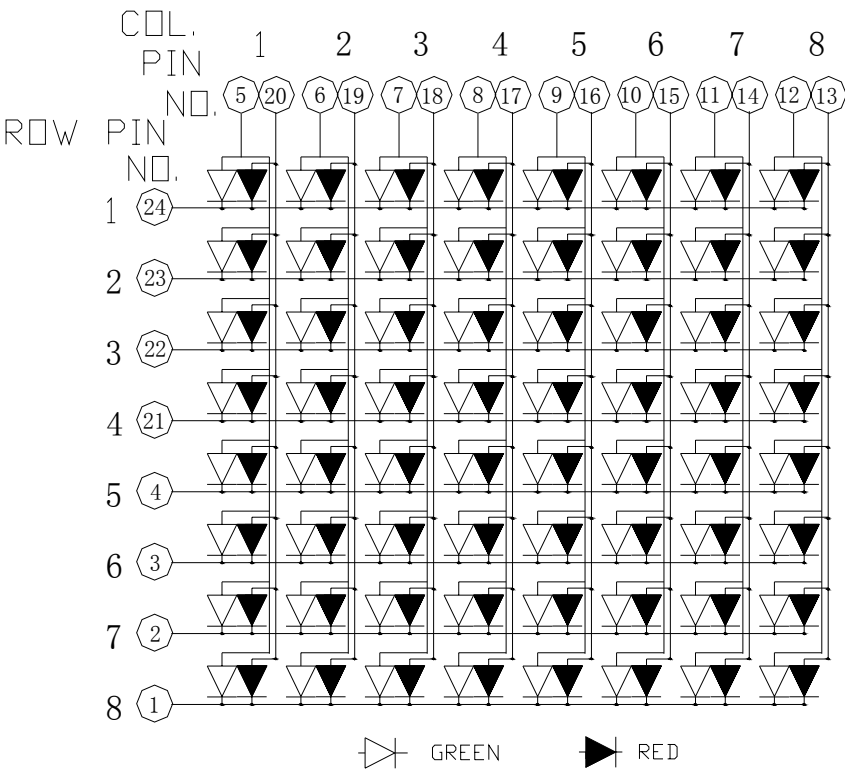 COL. 1 2 3 4 5 6 7 8
PIN
NO. 5 20 6 19 7 18 8 17 9 16 10 15 11 14 12 13
ROW PIN
NO.
1 24
2 23
3 22
4 21
5 4
6 3
7 2
8 1
GREEN RED